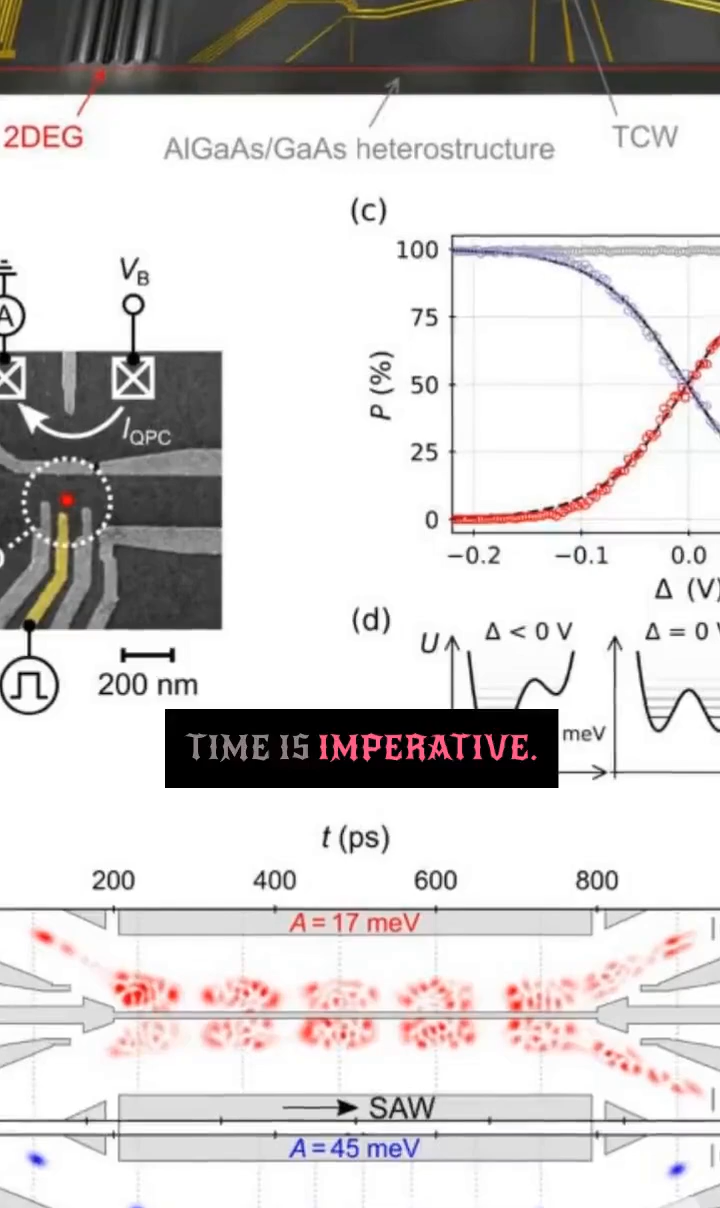 2DEG
AlGaAs/GaAs heterostructure
TCW
(c)
V_B
A
I_QPC
200 nm
P (%)
100
75
50
25
0
−0.2
−0.1
0.0
Δ (V)
(d)
U
Δ < 0 V
Δ = 0 V
meV
TIME IS IMPERATIVE.
t (ps)
200
400
600
800
A = 17 meV
SAW
A = 45 meV